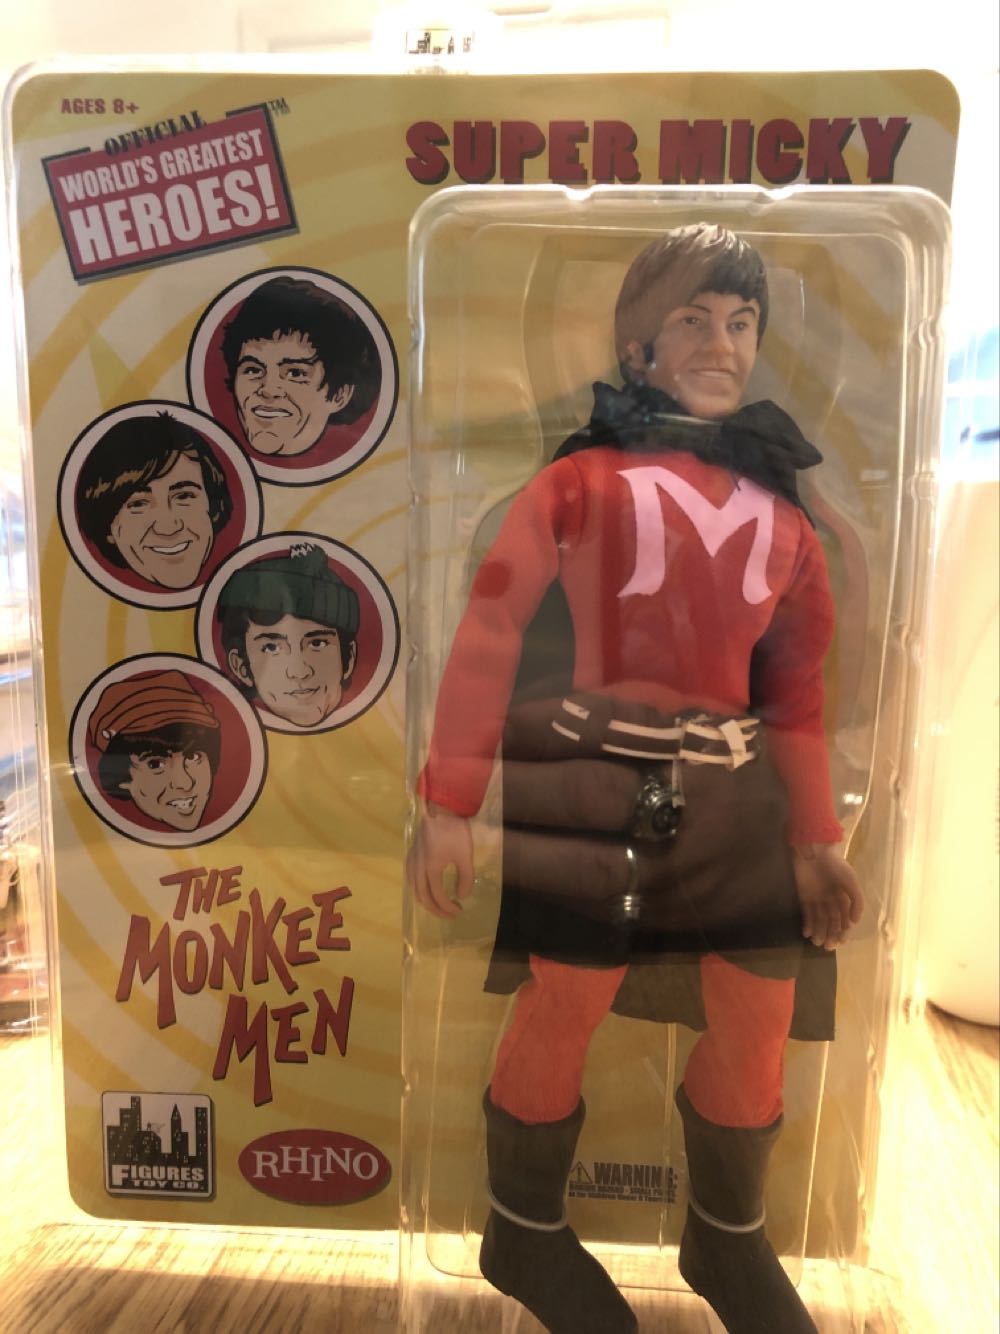 AGES 8+
OFFICIAL
TM
WORLD'S GREATEST
HEROES!
SUPER MICKY
M
THE
MONKEE
MEN
FIGURES
TOY CO.
RHINO
WARNING: